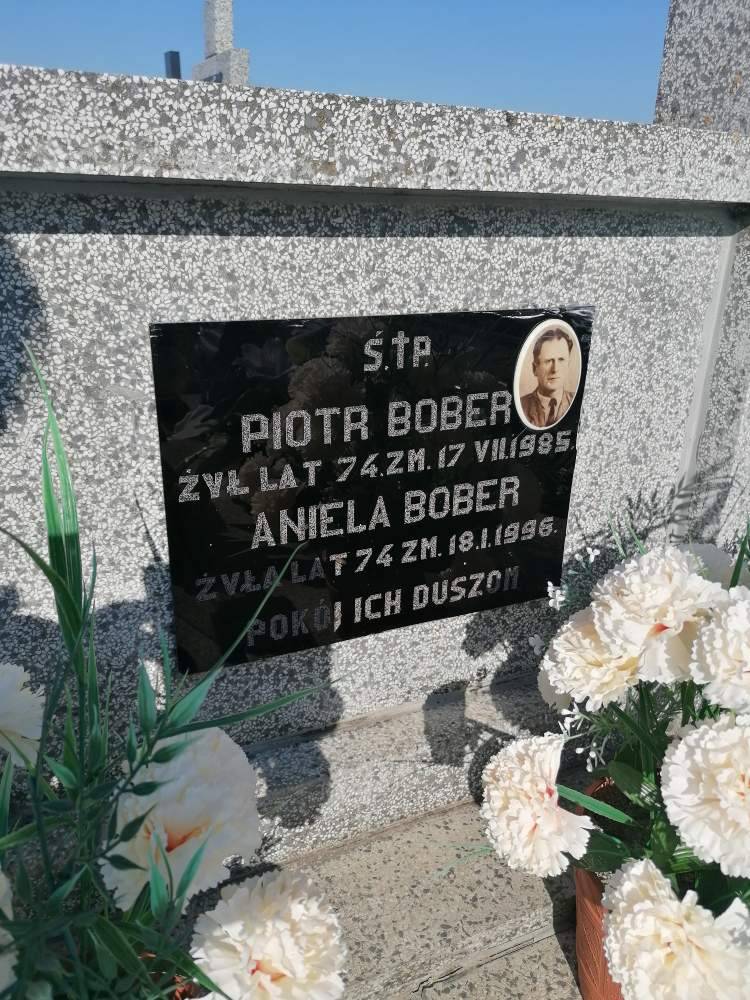 Ś.†P.
PIOTR BOBER
ŻYŁ LAT 74. ZM. 17 VII.1985.
ANIELA BOBER
ŻYŁA LAT 74 ZM. 18.I.1996.
POKÓJ ICH DUSZOM